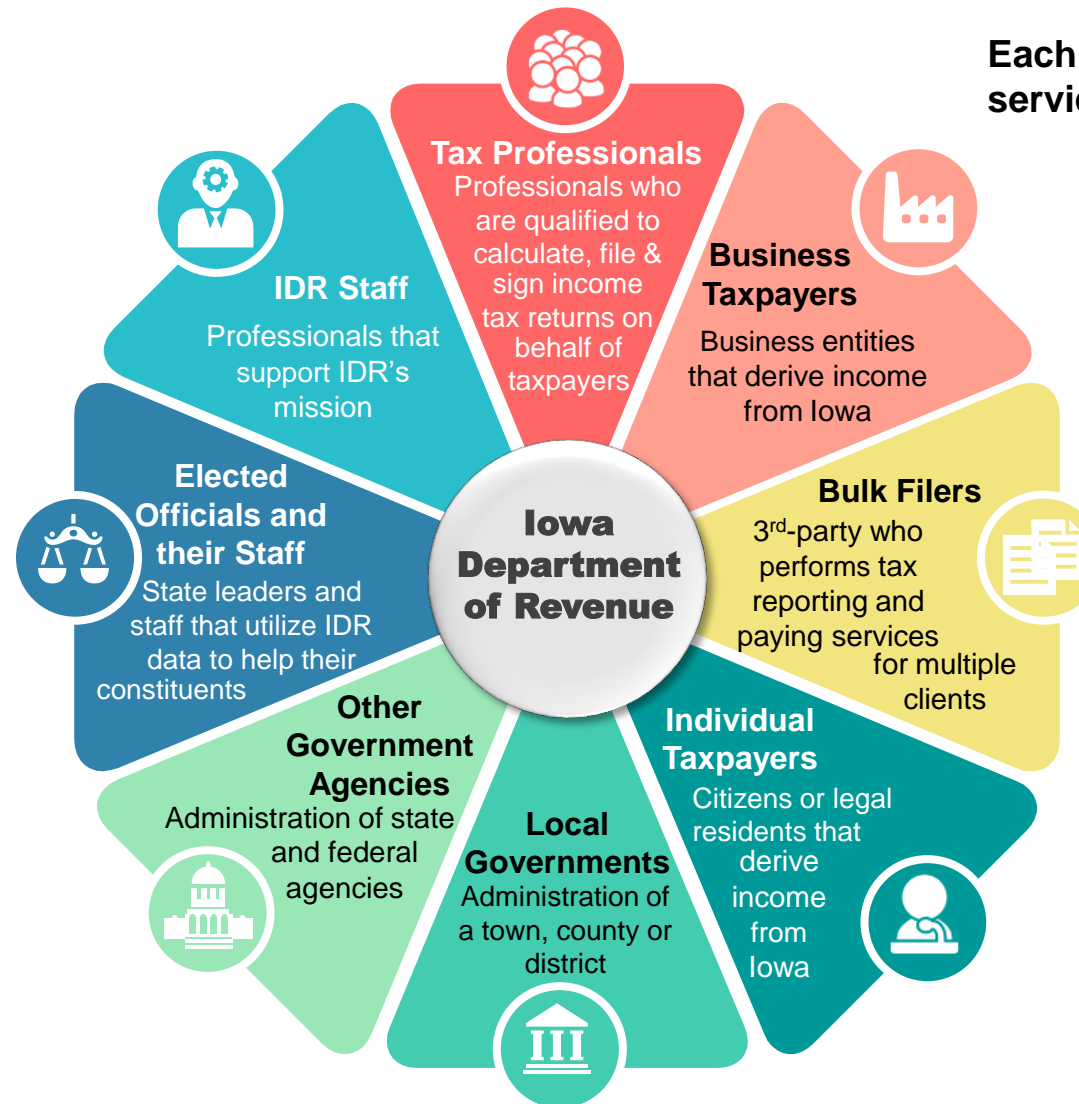 Each
servic
Tax Professionals
Professionals who
are qualified to
calculate, file &
sign income
tax returns on
behalf of
taxpayers
Business
Taxpayers
Business entities
that derive income
from Iowa
Bulk Filers
3rd-party who
performs tax
reporting and
paying services
for multiple
clients
Individual
Taxpayers
Citizens or legal
residents that
derive
income
from
Iowa
Local
Governments
Administration of
a town, county or
district
Other
Government
Agencies
Administration of state
and federal
agencies
Elected
Officials and
their Staff
State leaders and
staff that utilize IDR
data to help their
constituents
IDR Staff
Professionals that
support IDR's
mission
Iowa
Department
of Revenue